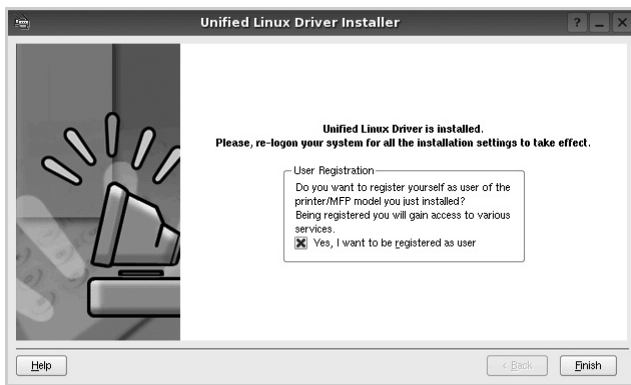 Unified Linux Driver Installer
? _ X
Unified Linux Driver is installed.
Please, re-logon your system for all the installation settings to take effect.
User Registration
Do you want to register yourself as user of the
printer/MFP model you just installed?
Being registered you will gain access to various
services.
Yes, I want to be registered as user
Help
< Back
Finish